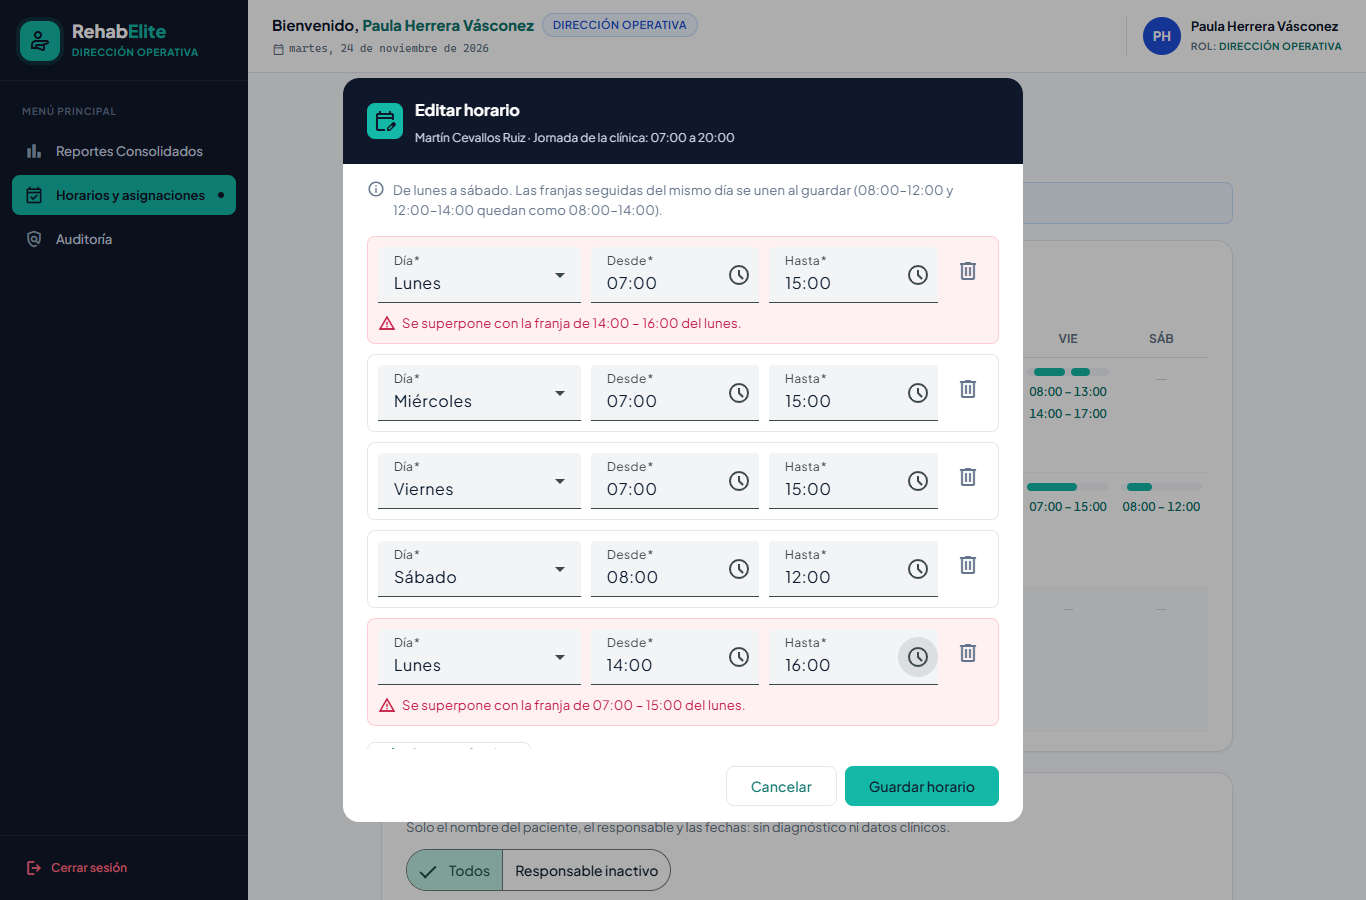 RehabElite
DIRECCIÓN OPERATIVA
MENÚ PRINCIPAL
Reportes Consolidados
Horarios y asignaciones
Auditoría
Cerrar sesión
Bienvenido, Paula Herrera Vásconez DIRECCIÓN OPERATIVA
martes, 24 de noviembre de 2026
PH
Paula Herrera Vásconez
ROL: DIRECCIÓN OPERATIVA
Editar horario
Martín Cevallos Ruiz · Jornada de la clínica: 07:00 a 20:00
De lunes a sábado. Las franjas seguidas del mismo día se unen al guardar (08:00–12:00 y
12:00–14:00 quedan como 08:00–14:00).
Día* Desde* Hasta*
Lunes 07:00 15:00
Se superpone con la franja de 14:00 – 16:00 del lunes.
Día* Desde* Hasta*
Miércoles 07:00 15:00
Día* Desde* Hasta*
Viernes 07:00 15:00
Día* Desde* Hasta*
Sábado 08:00 12:00
Día* Desde* Hasta*
Lunes 14:00 16:00
Se superpone con la franja de 07:00 – 15:00 del lunes.
Cancelar
Guardar horario
VIE SÁB
08:00 – 13:00 —
14:00 – 17:00
07:00 – 15:00 08:00 – 12:00
— —
Solo el nombre del paciente, el responsable y las fechas: sin diagnóstico ni datos clínicos.
Todos
Responsable inactivo